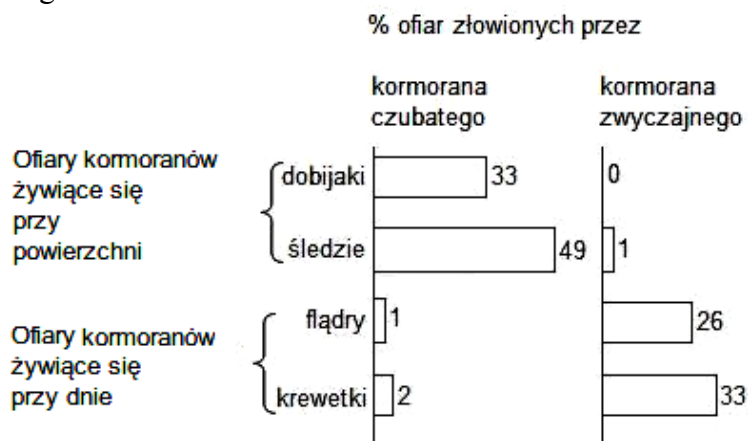 % ofiar złowionych przez
kormorana czubatego
kormorana zwyczajnego
Ofiary kormoranów
żywiące się
przy
powierzchni
dobijaki 33 0
śledzie 49 1
Ofiary kormoranów
żywiące się
przy dnie
flądry 1 26
krewetki 2 33